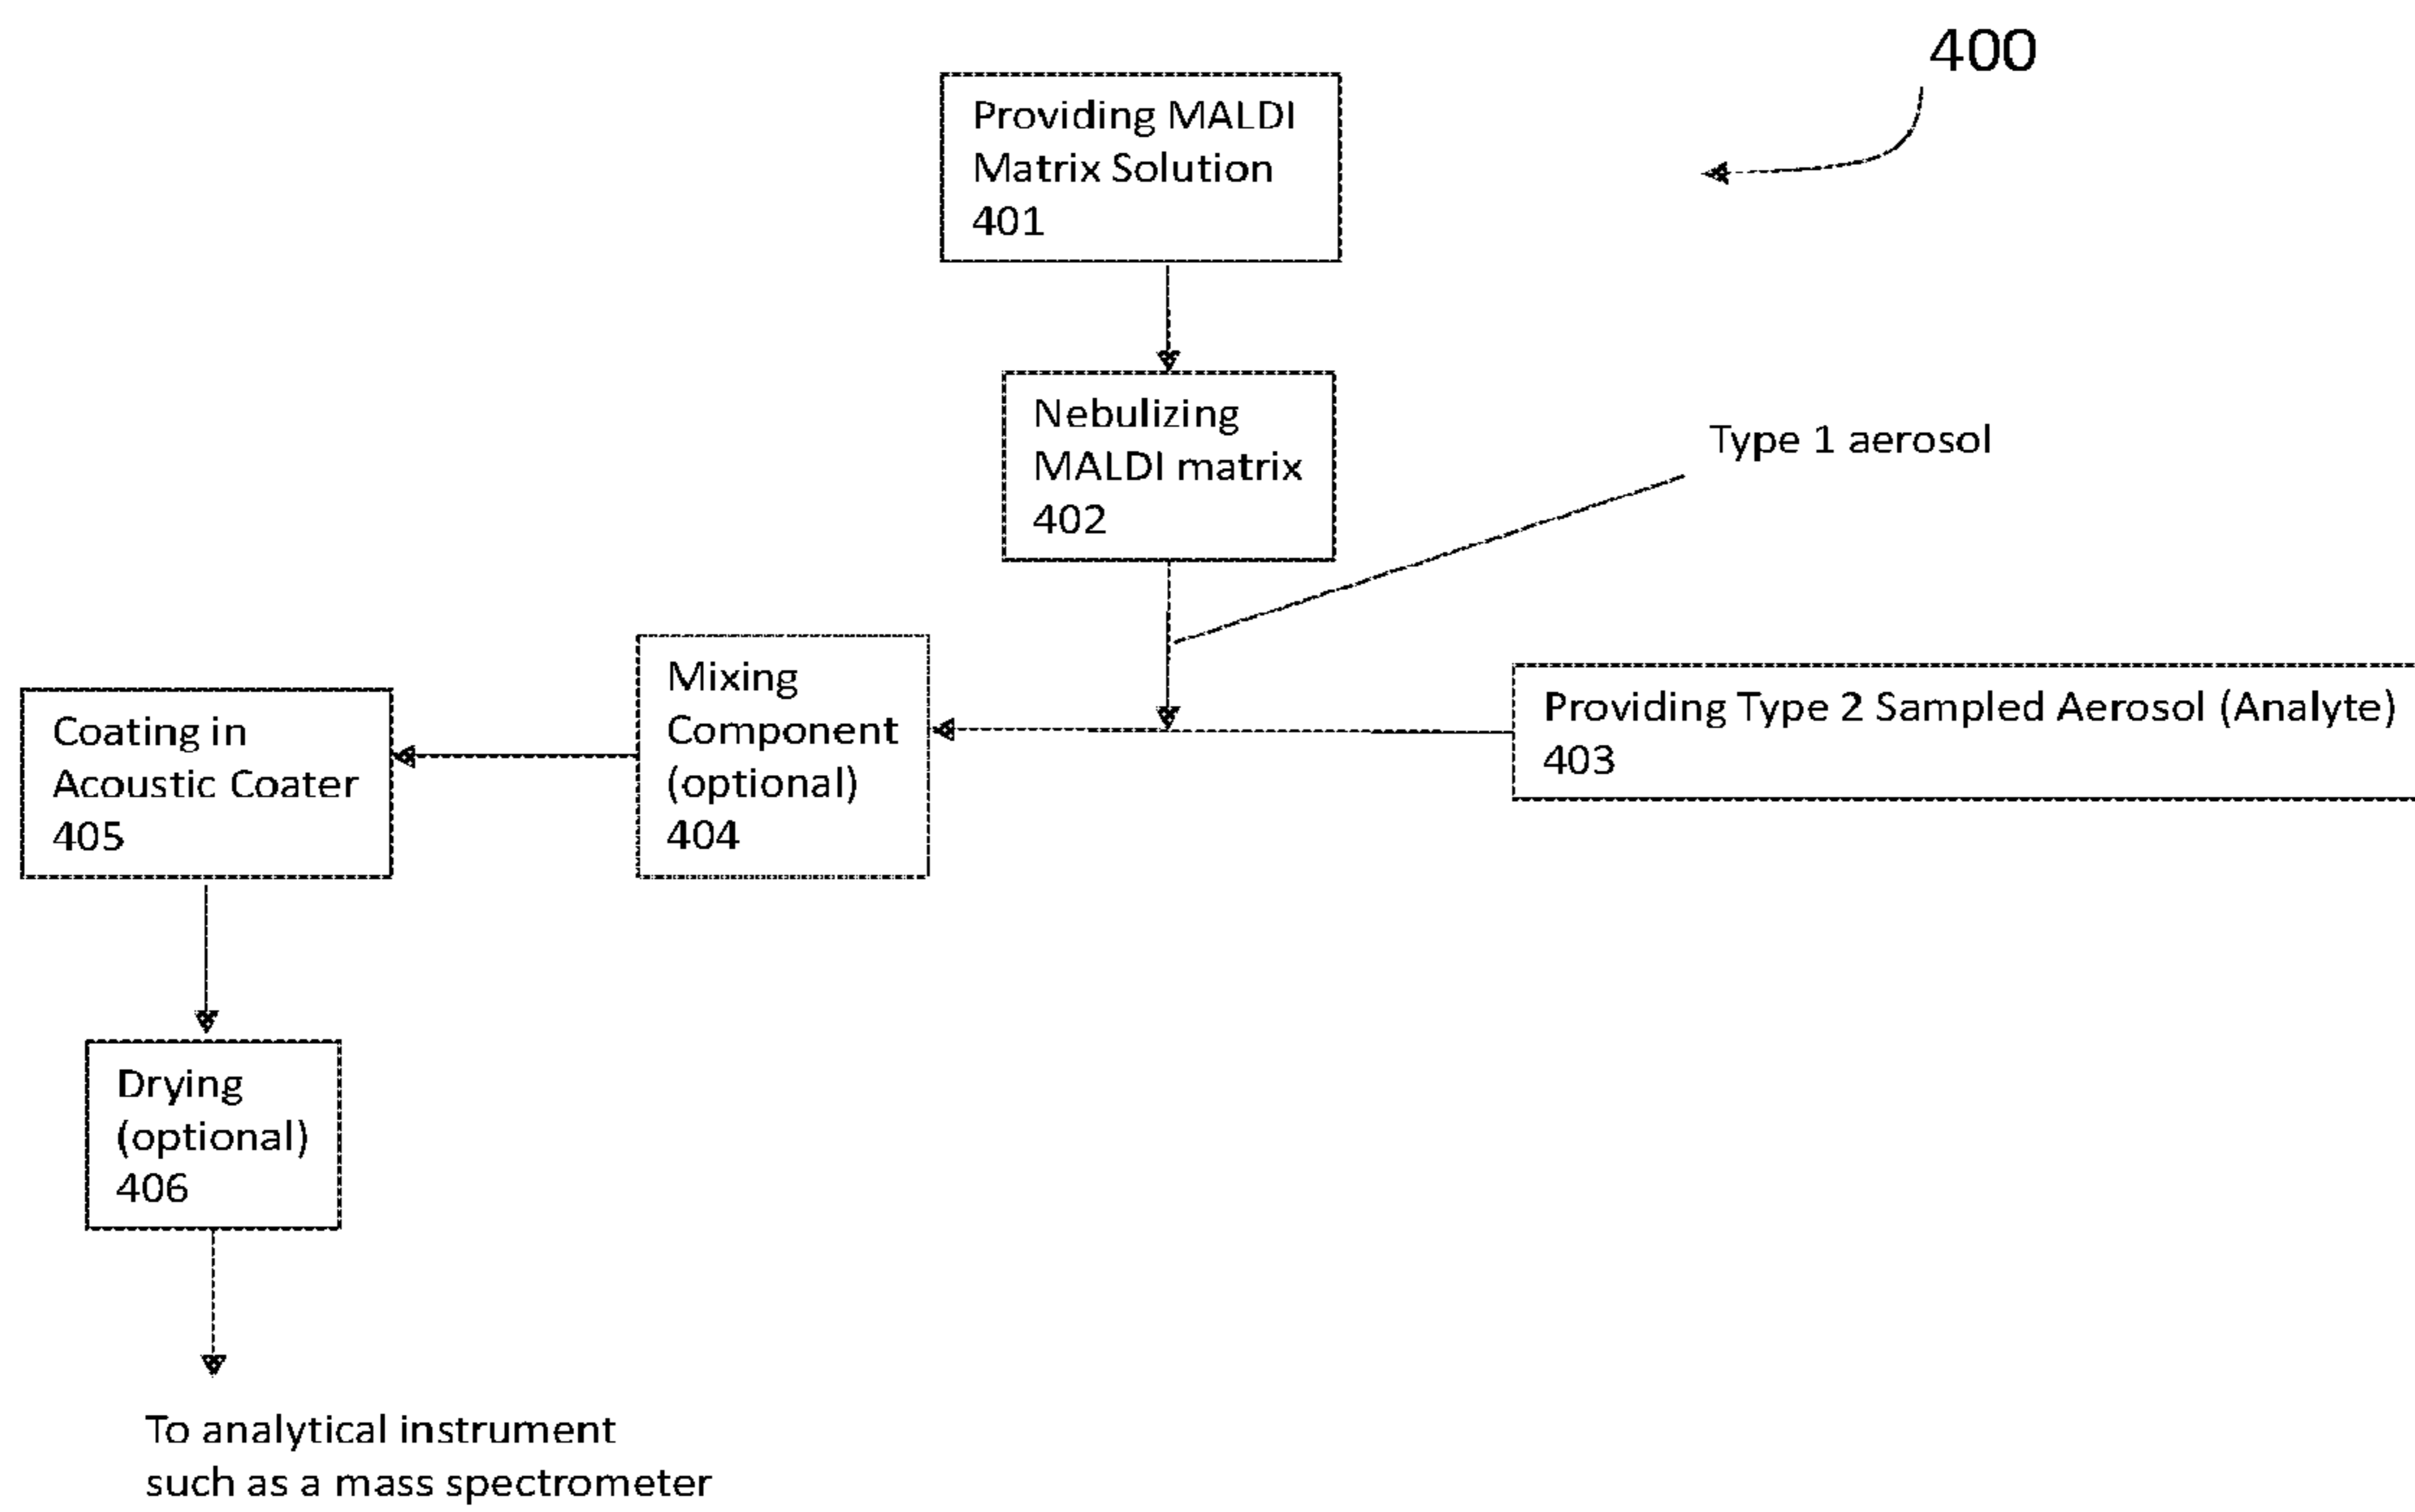 400
Providing MALDI
Matrix Solution
401
Nebulizing
MALDI matrix
402
Type 1 aerosol
Mixing
Component
(optional)
404
Providing Type 2 Sampled Aerosol (Analyte)
403
Coating in
Acoustic Coater
405
Drying
(optional)
406
To analytical instrument
such as a mass spectrometer